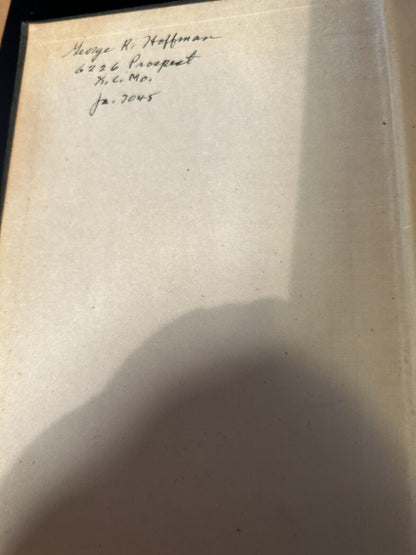 George R. Hoffman
6226 Prospect
K.C. Mo.
Ja. 7045